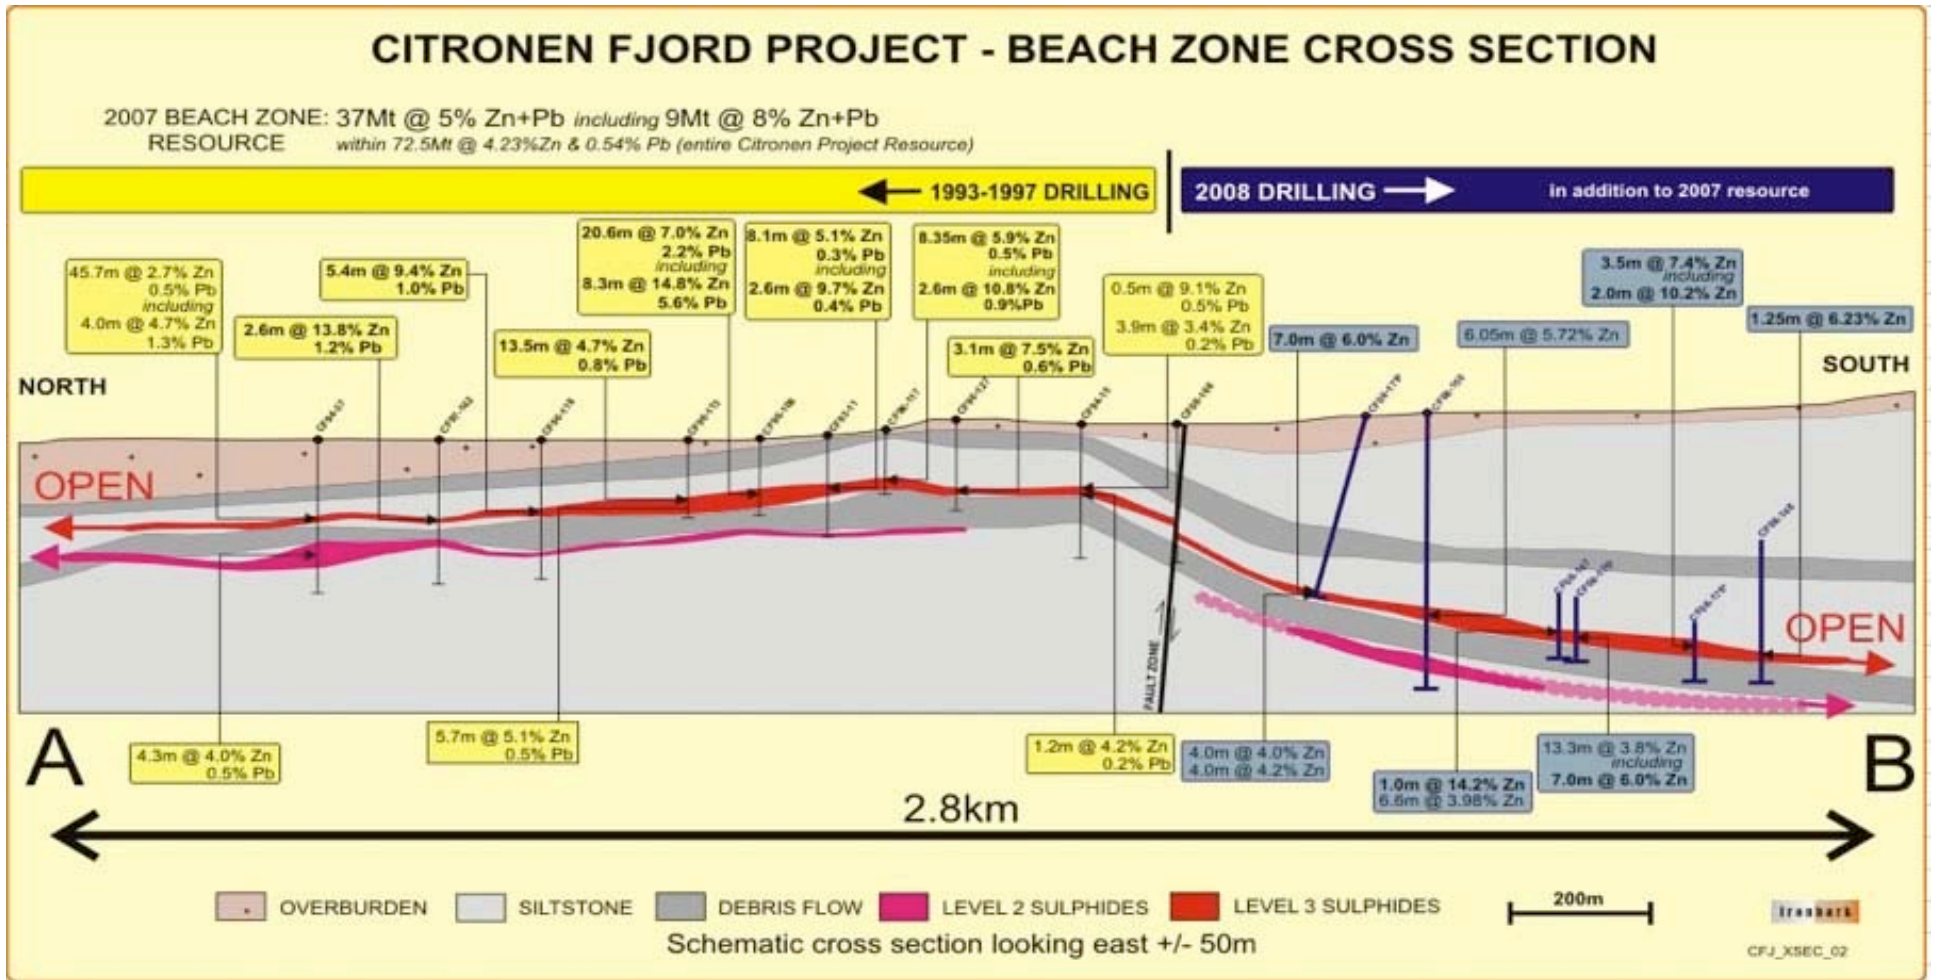 CITRONEN FJORD PROJECT - BEACH ZONE CROSS SECTION
2007 BEACH ZONE: 37Mt @ 5% Zn+Pb including 9Mt @ 8% Zn+Pb
RESOURCE within 72.5Mt @ 4.23%Zn & 0.54% Pb (entire Citronen Project Resource)
1993-1997 DRILLING
2008 DRILLING
in addition to 2007 resource
45.7m @ 2.7% Zn
0.5% Pb
including
4.0m @ 4.7% Zn
1.3% Pb
2.6m @ 13.8% Zn
1.2% Pb
5.4m @ 9.4% Zn
1.0% Pb
13.5m @ 4.7% Zn
0.8% Pb
20.6m @ 7.0% Zn
2.2% Pb
including
8.3m @ 14.8% Zn
5.6% Pb
8.1m @ 5.1% Zn
0.3% Pb
including
2.6m @ 9.7% Zn
0.4% Pb
8.35m @ 5.9% Zn
0.5% Pb
including
2.6m @ 10.8% Zn
0.9%Pb
3.1m @ 7.5% Zn
0.6% Pb
0.5m @ 9.1% Zn
0.5% Pb
3.9m @ 3.4% Zn
0.2% Pb
7.0m @ 6.0% Zn
6.05m @ 5.72% Zn
3.5m @ 7.4% Zn
including
2.0m @ 10.2% Zn
1.25m @ 6.23% Zn
NORTH
SOUTH
OPEN
OPEN
FAULT ZONE
A
4.3m @ 4.0% Zn
0.5% Pb
5.7m @ 5.1% Zn
0.5% Pb
1.2m @ 4.2% Zn
0.2% Pb
4.0m @ 4.0% Zn
4.0m @ 4.2% Zn
1.0m @ 14.2% Zn
6.6m @ 3.98% Zn
13.3m @ 3.8% Zn
including
7.0m @ 6.0% Zn
B
2.8km
OVERBURDEN
SILTSTONE
DEBRIS FLOW
LEVEL 2 SULPHIDES
LEVEL 3 SULPHIDES
200m
Ironbark
Schematic cross section looking east +/- 50m
CFJ_XSEC_02